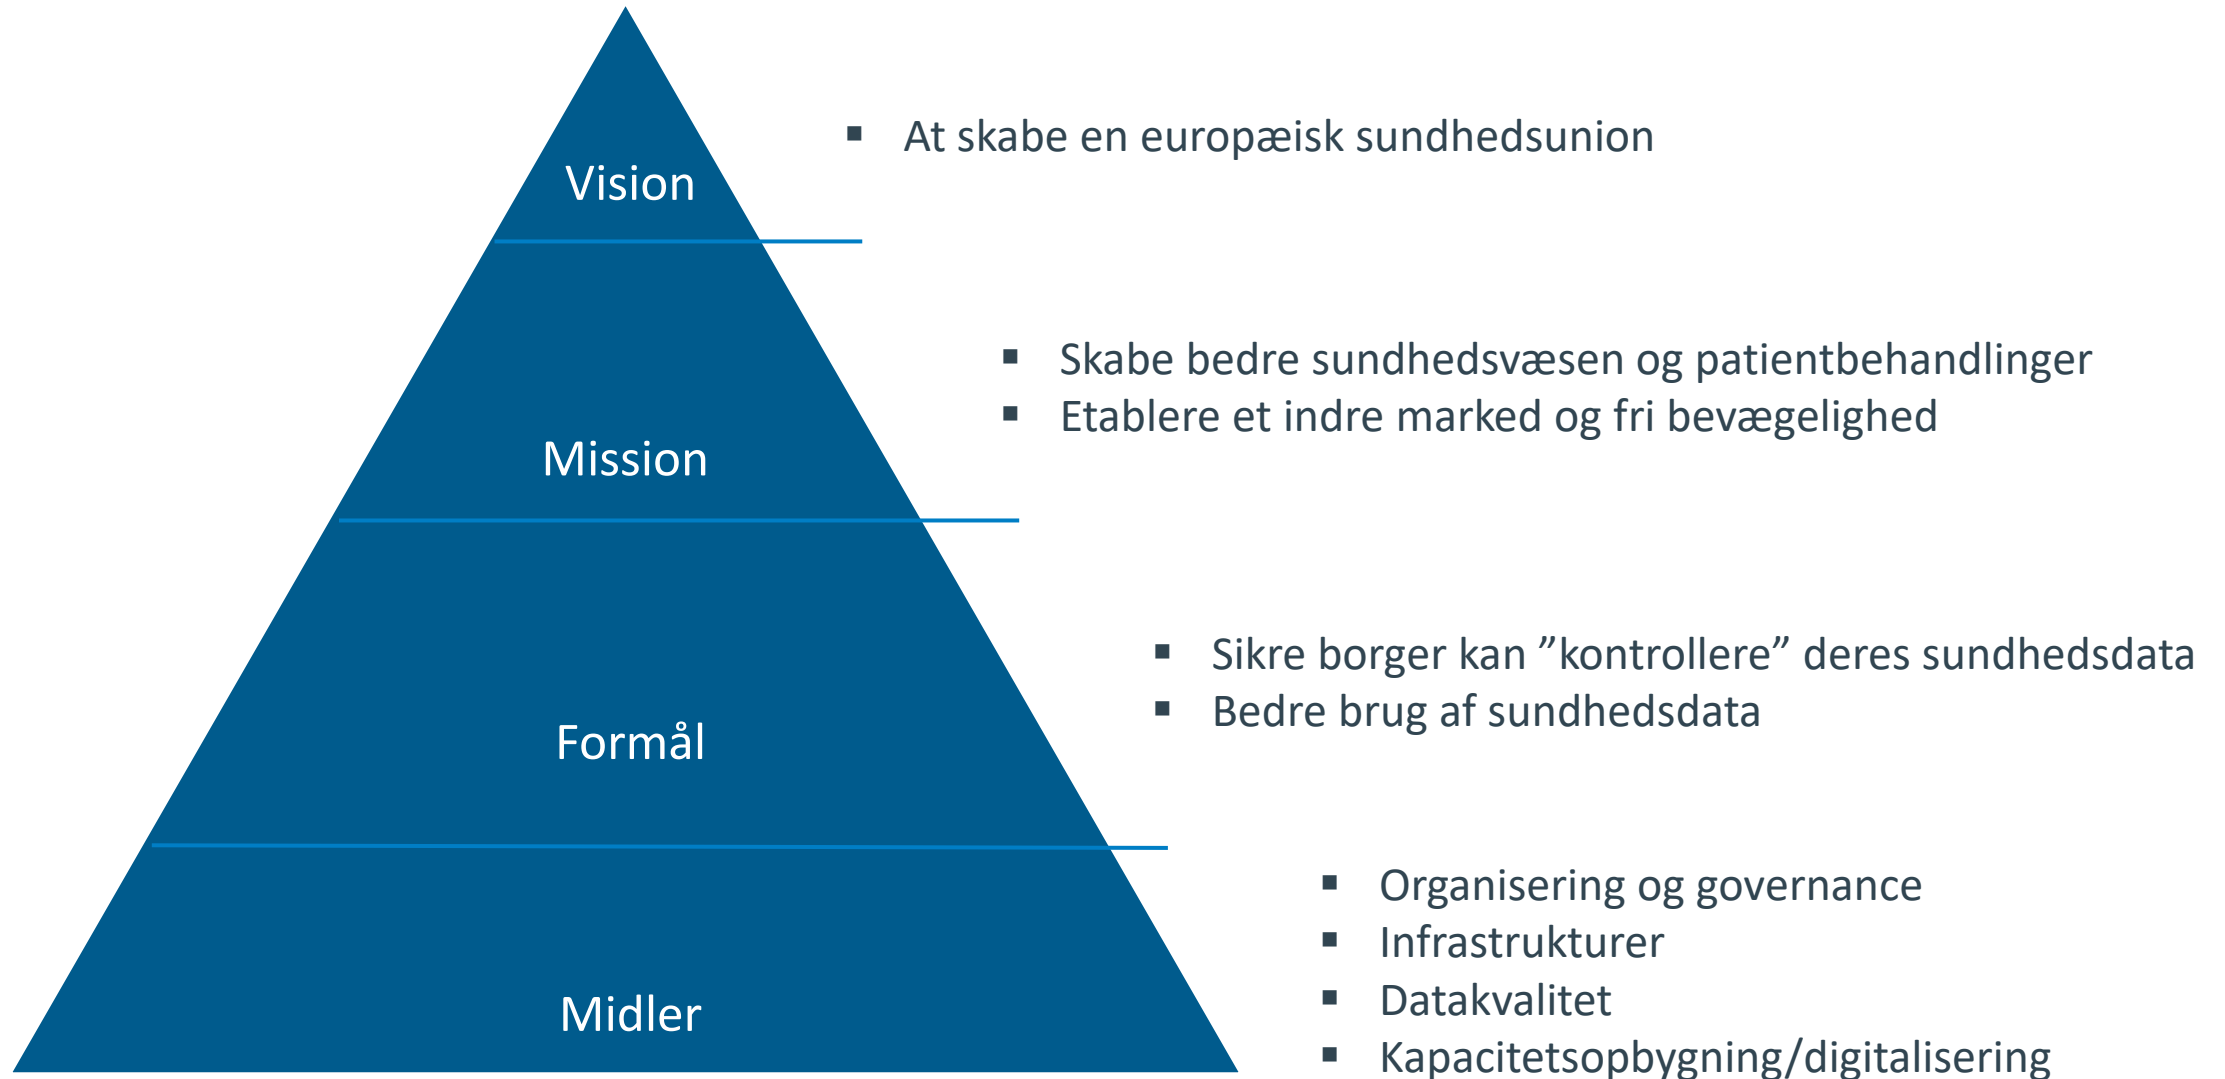 Vision
▪ At skabe en europæisk sundhedsunion
Mission
▪ Skabe bedre sundhedsvæsen og patientbehandlinger
▪ Etablere et indre marked og fri bevægelighed
Formål
▪ Sikre borger kan ”kontrollere” deres sundhedsdata
▪ Bedre brug af sundhedsdata
Midler
▪ Organisering og governance
▪ Infrastrukturer
▪ Datakvalitet
▪ Kapacitetsopbygning/digitalisering